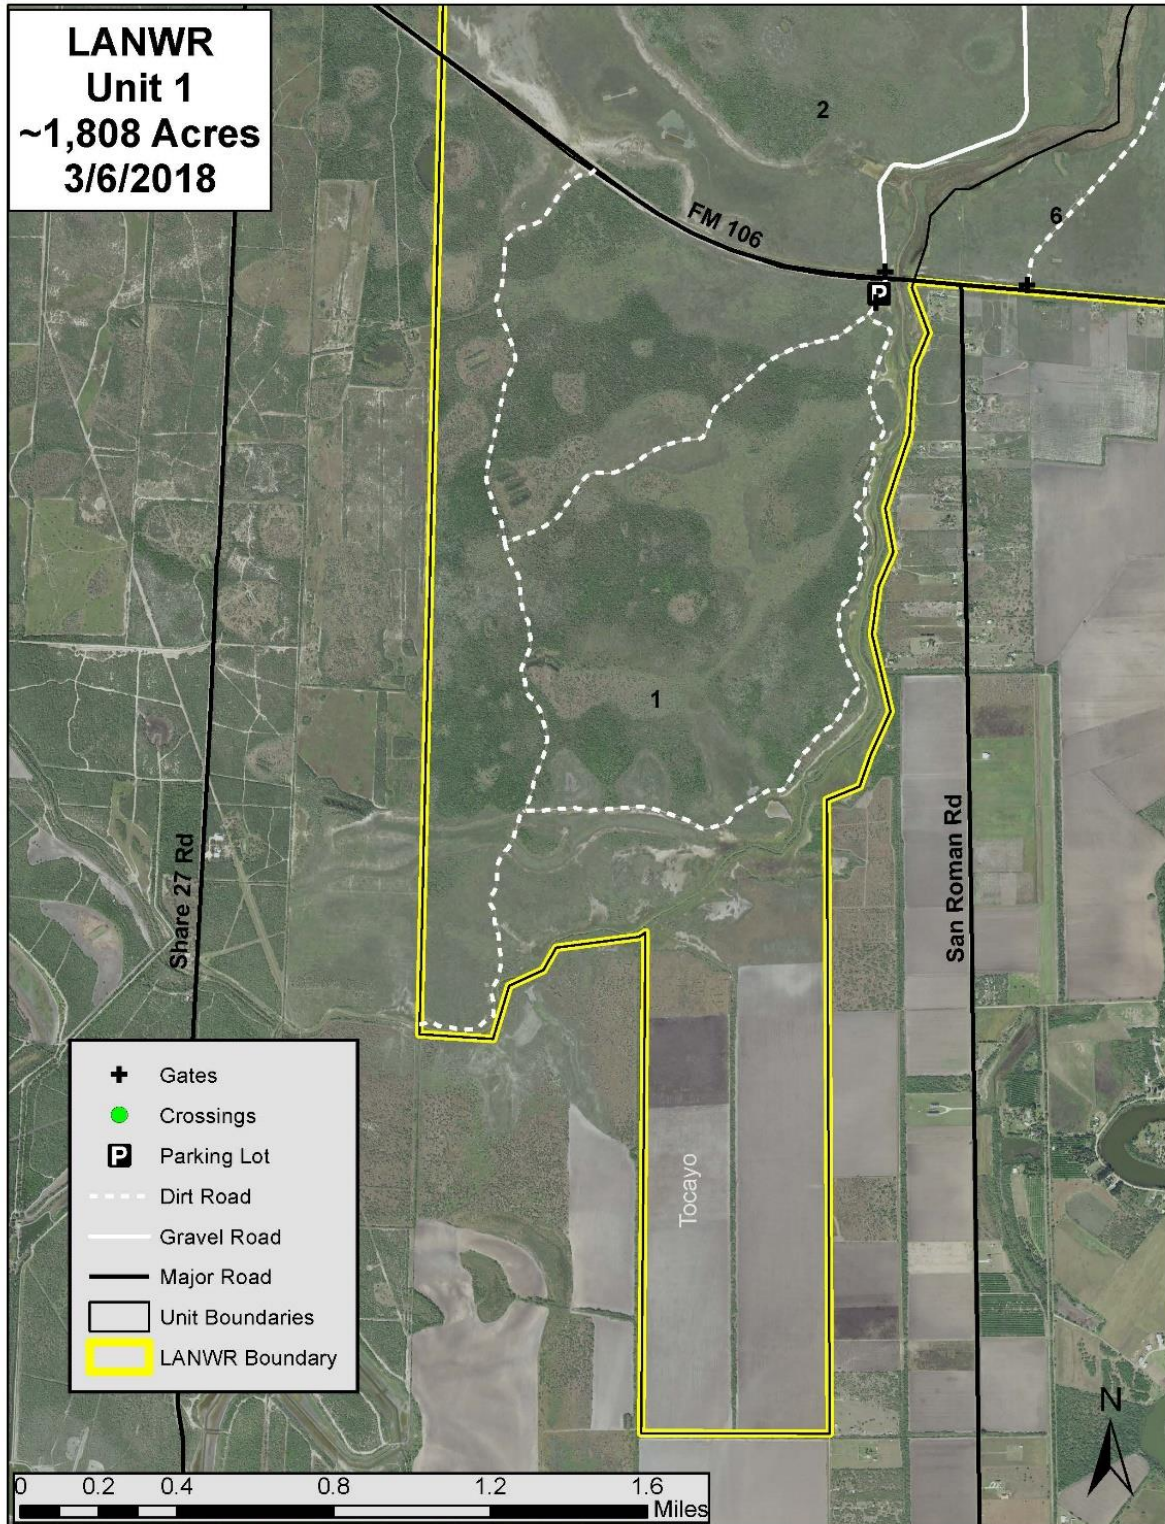 LANWR
Unit 1
~1,808 Acres
3/6/2018
2
6
FM 106
P
1
Share 27 Rd
San Roman Rd
Tocayo
Gates
Crossings
P Parking Lot
Dirt Road
Gravel Road
Major Road
Unit Boundaries
LANWR Boundary
N
0 0.2 0.4 0.8 1.2 1.6
Miles